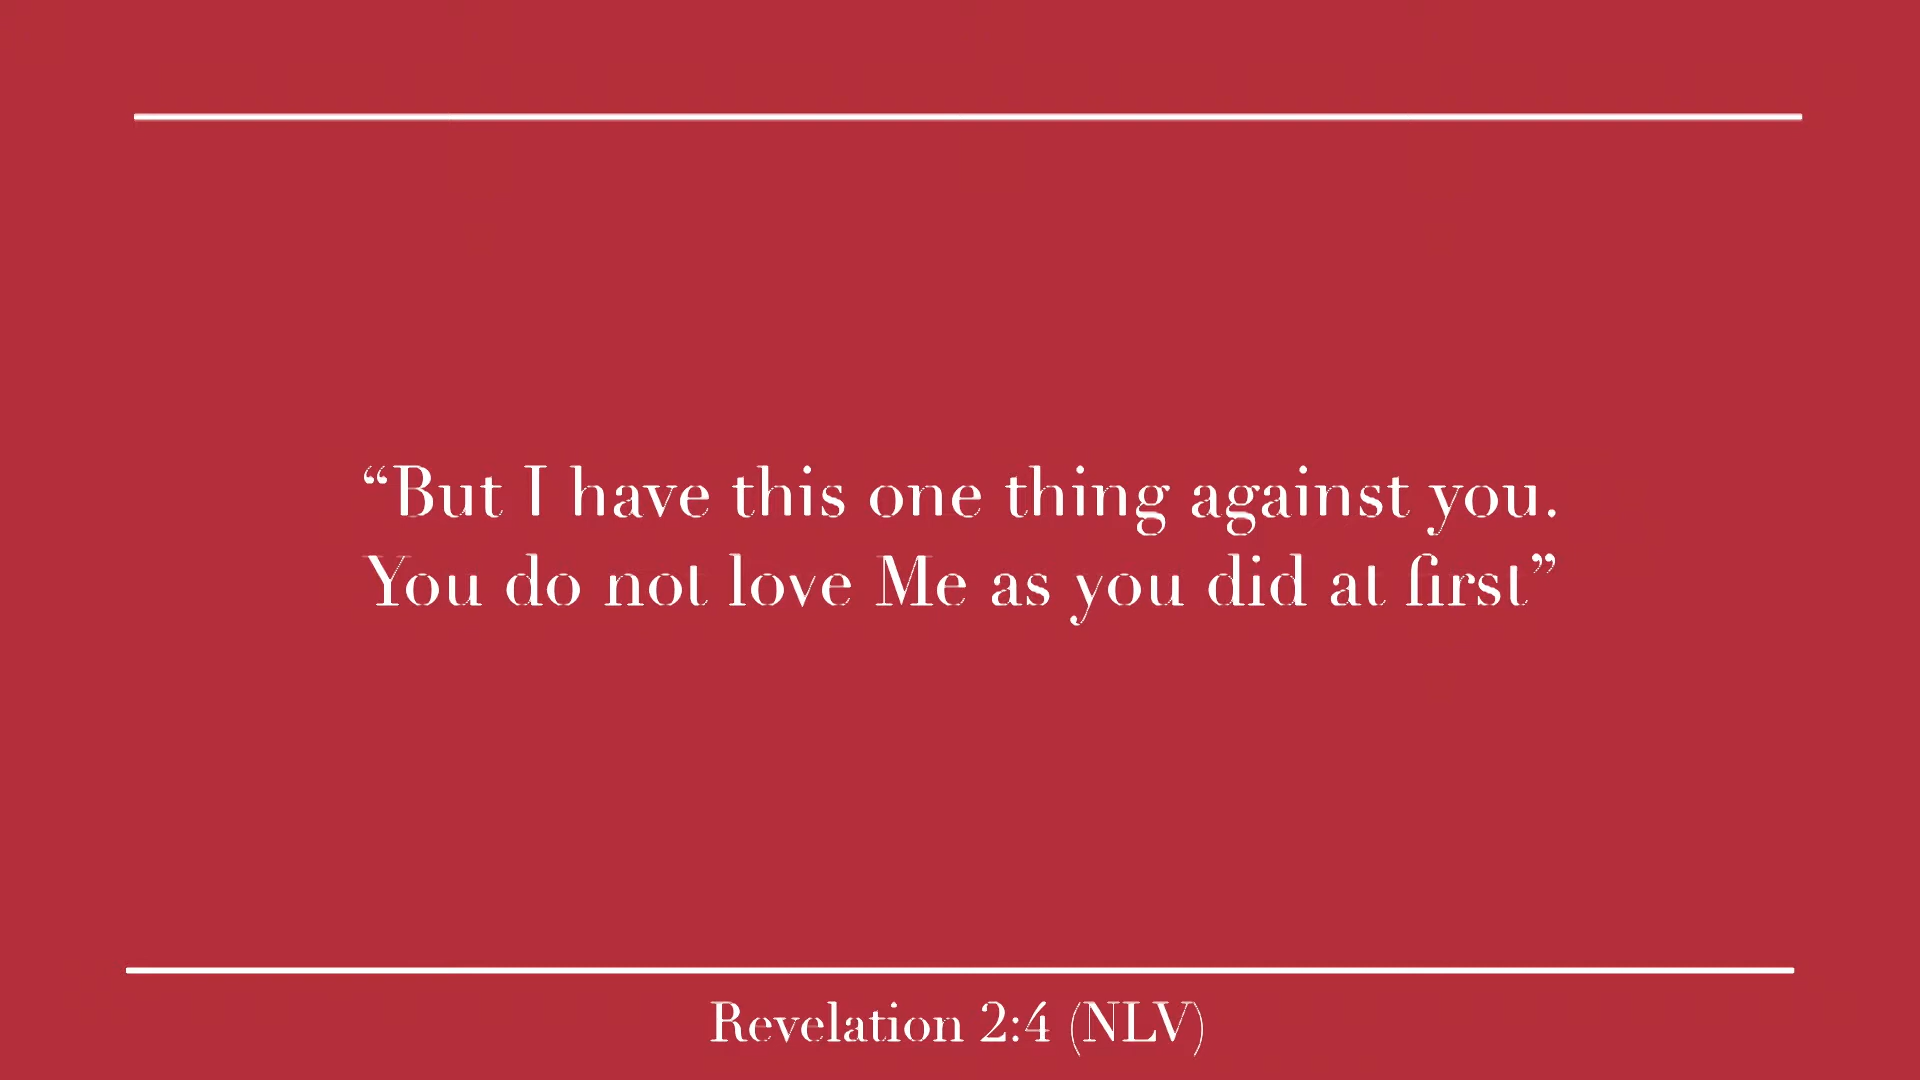 “But I have this one thing against you.
You do not love Me as you did at first”
Revelation 2:4 (NLV)